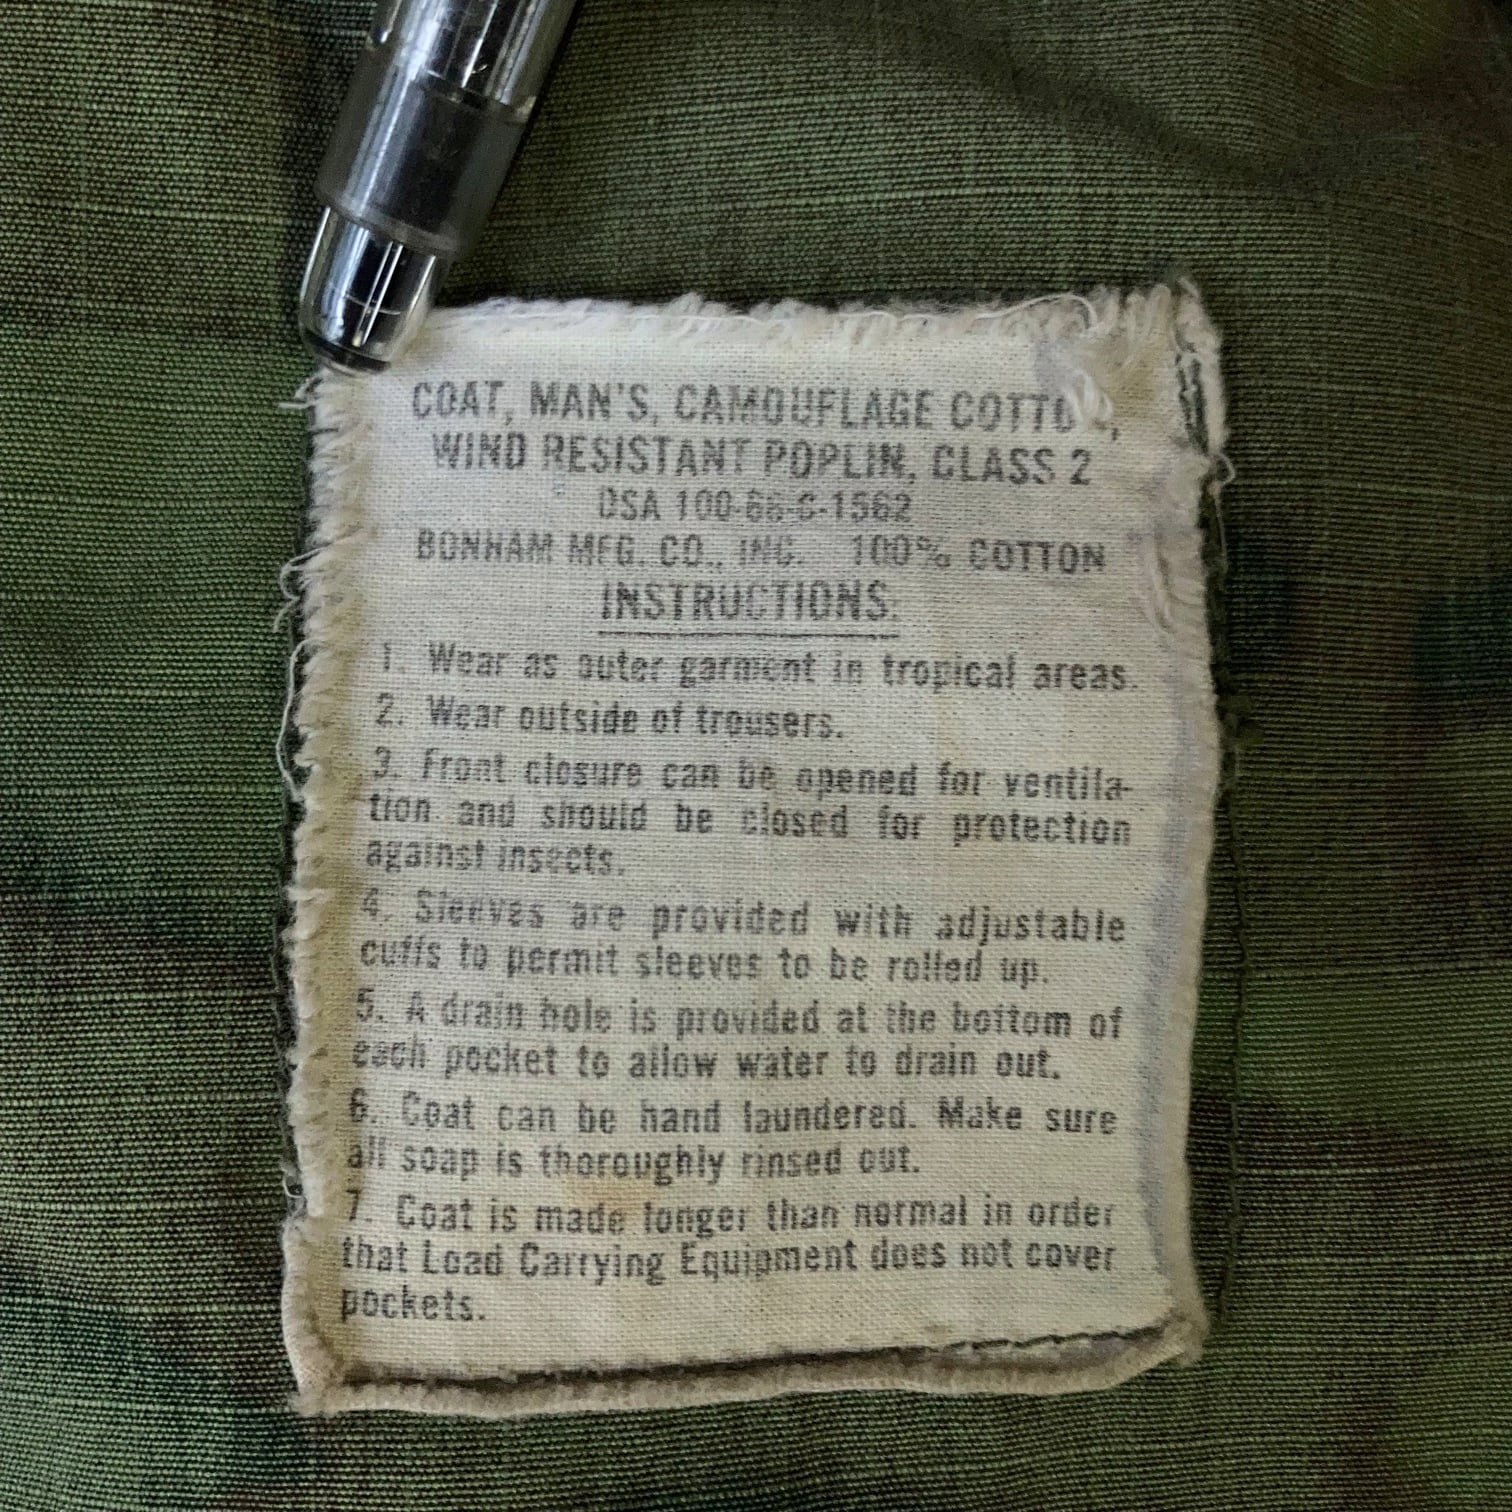 COAT, MAN'S, CAMOUFLAGE COTTO ,
WIND RESISTANT POPLIN, CLASS 2
DSA 100-66-C-1562
BONHAM MFG. CO., INC. 100% COTTON
INSTRUCTIONS:
1. Wear as outer garment in tropical areas.
2. Wear outside of trousers.
3. Front closure can be opened for ventila-
tion and should be closed for protection
against insects.
4. Sleeves are provided with adjustable
cuffs to permit sleeves to be rolled up.
5. A drain hole is provided at the bottom of
each pocket to allow water to drain out.
6. Coat can be hand laundered. Make sure
all soap is thoroughly rinsed out.
7. Coat is made longer than normal in order
that Load Carrying Equipment does not cover
pockets.